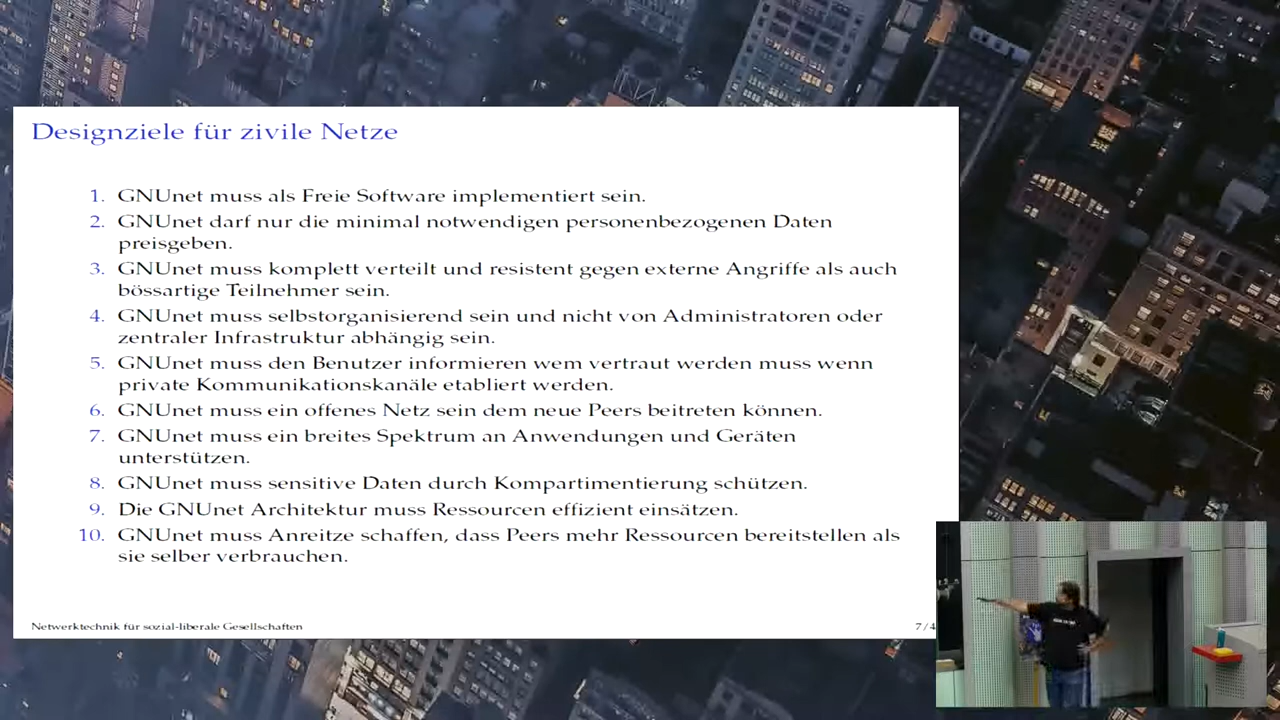 Designziele für zivile Netze
1. GNUnet muss als Freie Software implementiert sein.
2. GNUnet darf nur die minimal notwendigen personenbezogenen Daten
preisgeben.
3. GNUnet muss komplett verteilt und resistent gegen externe Angriffe als auch
bössartige Teilnehmer sein.
4. GNUnet muss selbstorganisierend sein und nicht von Administratoren oder
zentraler Infrastruktur abhängig sein.
5. GNUnet muss den Benutzer informieren wem vertraut werden muss wenn
private Kommunikationskanäle etabliert werden.
6. GNUnet muss ein offenes Netz sein dem neue Peers beitreten können.
7. GNUnet muss ein breites Spektrum an Anwendungen und Geräten
unterstützen.
8. GNUnet muss sensitive Daten durch Kompartimentierung schützen.
9. Die GNUnet Architektur muss Ressourcen effizient einsätzen.
10. GNUnet muss Anreitze schaffen, dass Peers mehr Ressourcen bereitstellen als
sie selber verbrauchen.
Netwerktechnik für sozial-liberale Gesellschaften
7/4